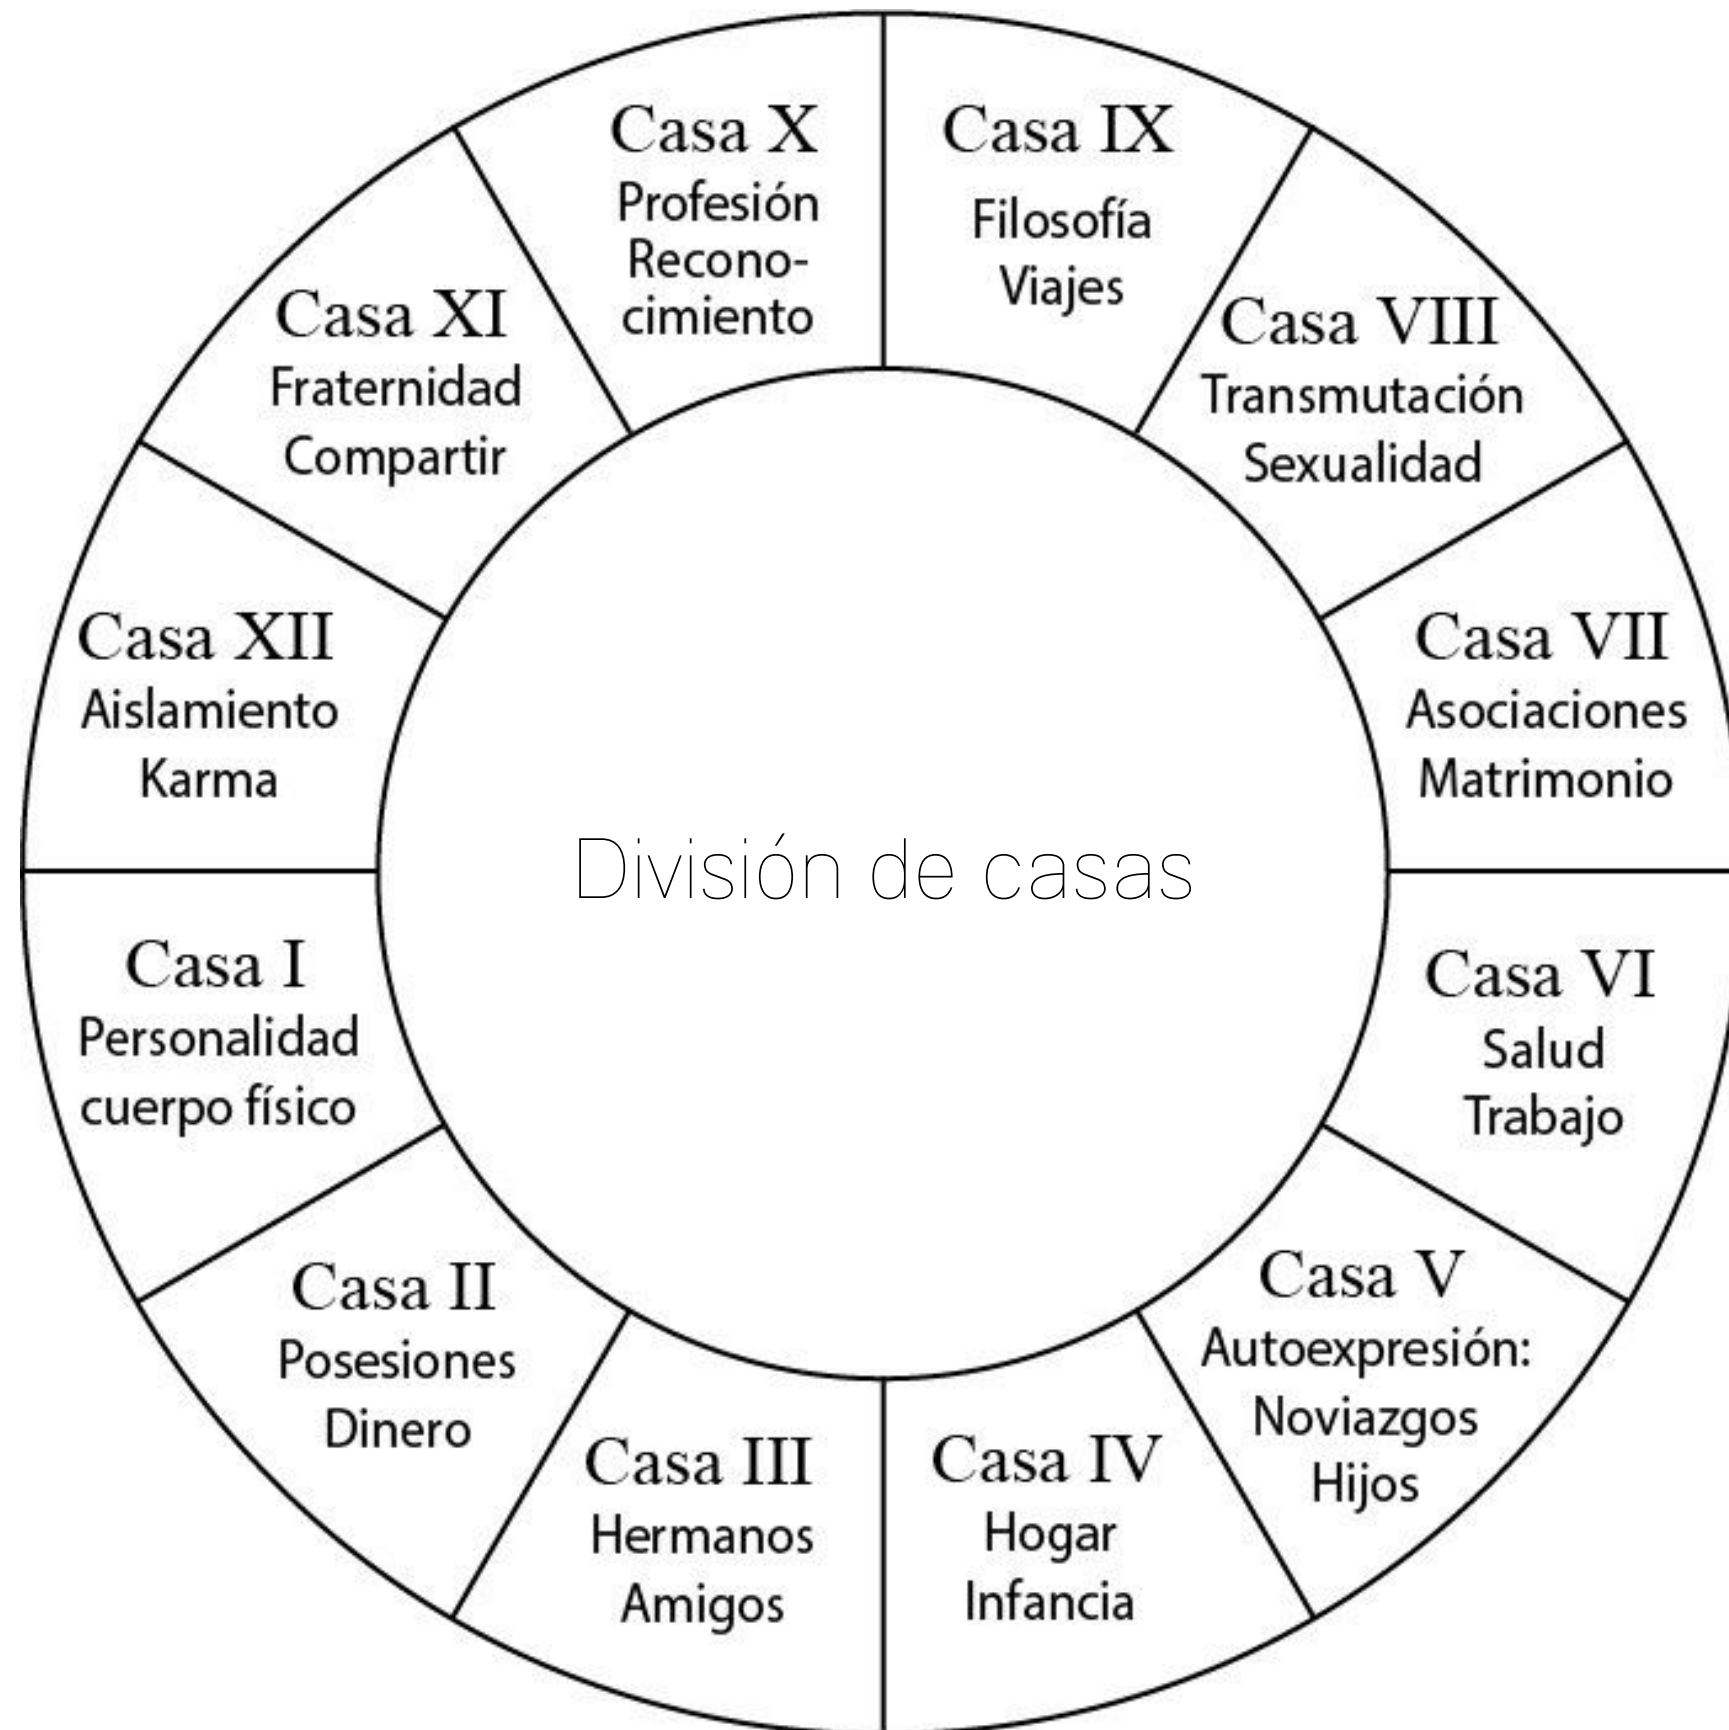 Casa X
Profesión
Recono-
cimiento
Casa IX
Filosofía
Viajes
Casa XI
Fraternidad
Compartir
Casa VIII
Transmutación
Sexualidad
Casa XII
Aislamiento
Karma
Casa VII
Asociaciones
Matrimonio
División de casas
Casa I
Personalidad
cuerpo físico
Casa VI
Salud
Trabajo
Casa II
Posesiones
Dinero
Casa V
Autoexpresión:
Noviazgos
Hijos
Casa III
Hermanos
Amigos
Casa IV
Hogar
Infancia